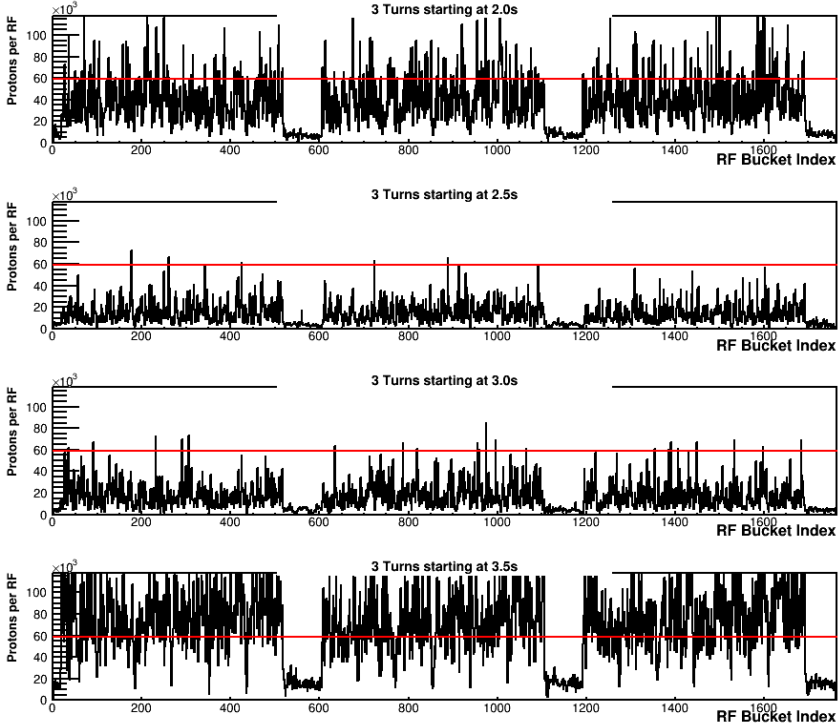 ×10³
3 Turns starting at 2.0s
Protons per RF
100
80
60
40
20
0
0 200 400 600 800 1000 1200 1400 1600
RF Bucket Index
×10³
3 Turns starting at 2.5s
Protons per RF
100
80
60
40
20
0
0 200 400 600 800 1000 1200 1400 1600
RF Bucket Index
×10³
3 Turns starting at 3.0s
Protons per RF
100
80
60
40
20
0
0 200 400 600 800 1000 1200 1400 1600
RF Bucket Index
×10³
3 Turns starting at 3.5s
Protons per RF
100
80
60
40
20
0
0 200 400 600 800 1000 1200 1400 1600
RF Bucket Index